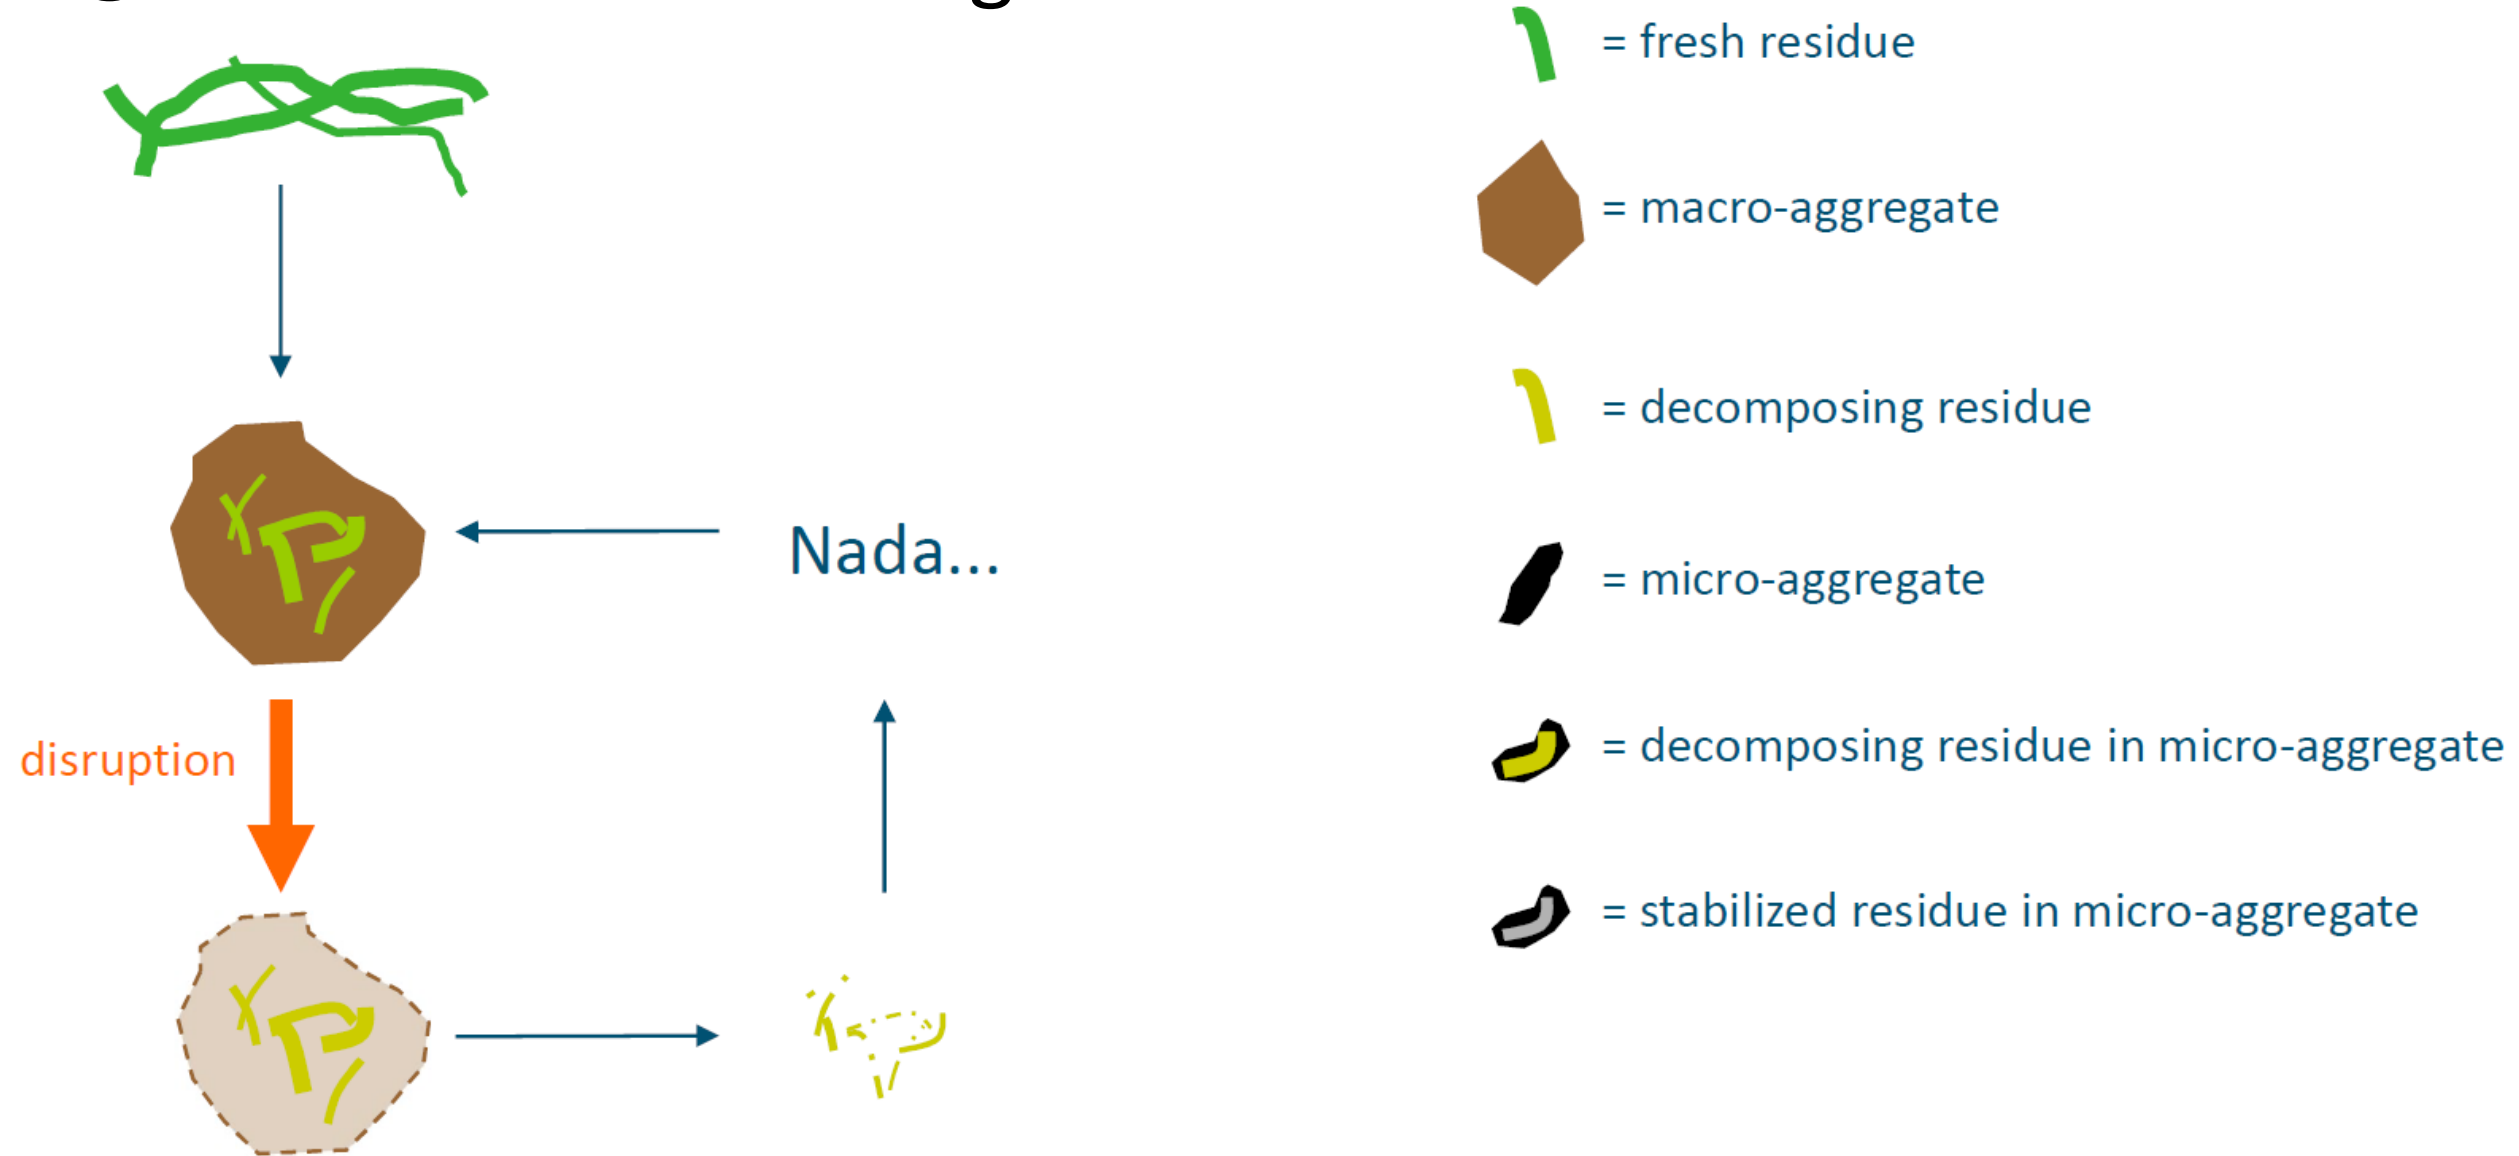 = fresh residue
= macro-aggregate
= decomposing residue
Nada...
= micro-aggregate
disruption
= decomposing residue in micro-aggregate
= stabilized residue in micro-aggregate